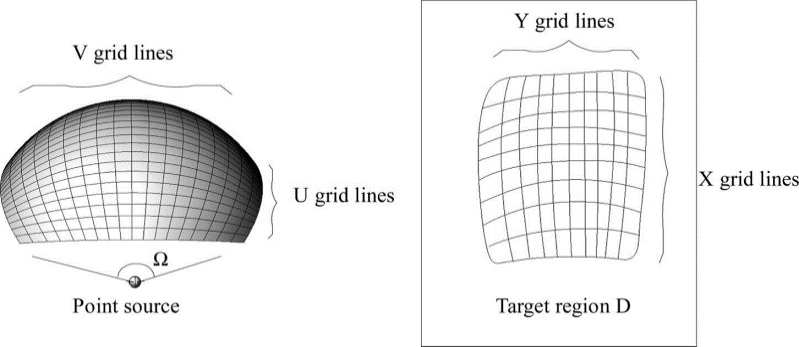 V grid lines
U grid lines
Ω
Point source
Y grid lines
X grid lines
Target region D